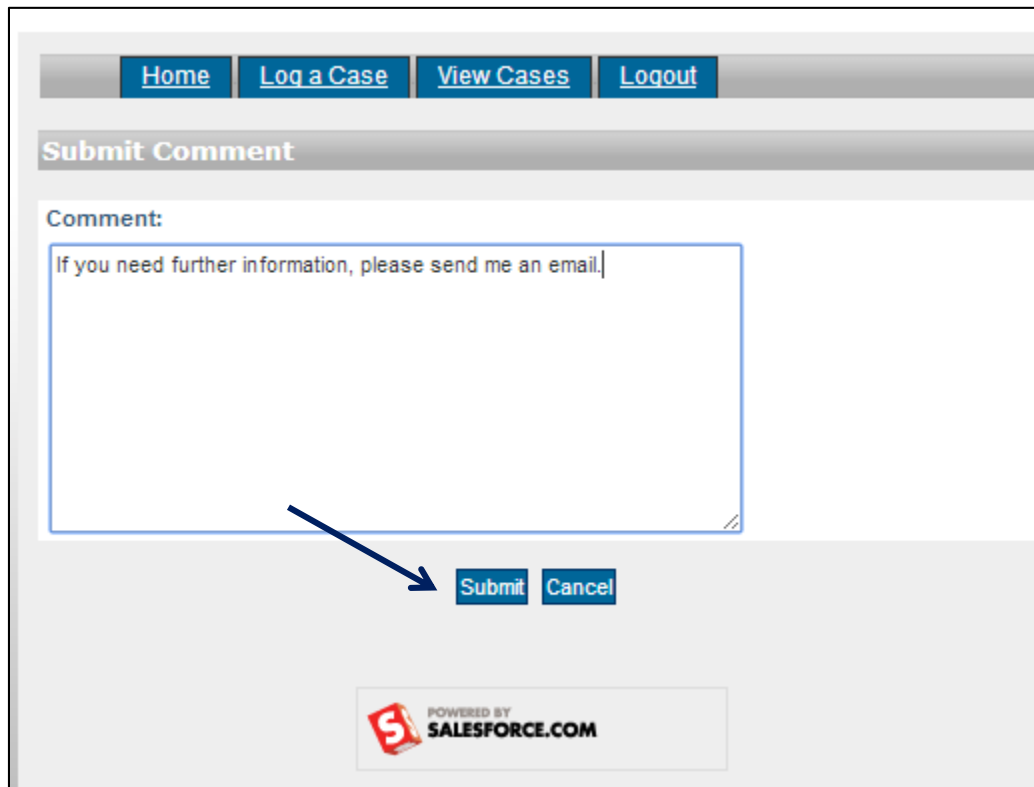 Home Log a Case View Cases Logout
Submit Comment
Comment:
If you need further information, please send me an email.
Submit Cancel
POWERED BY
SALESFORCE.COM